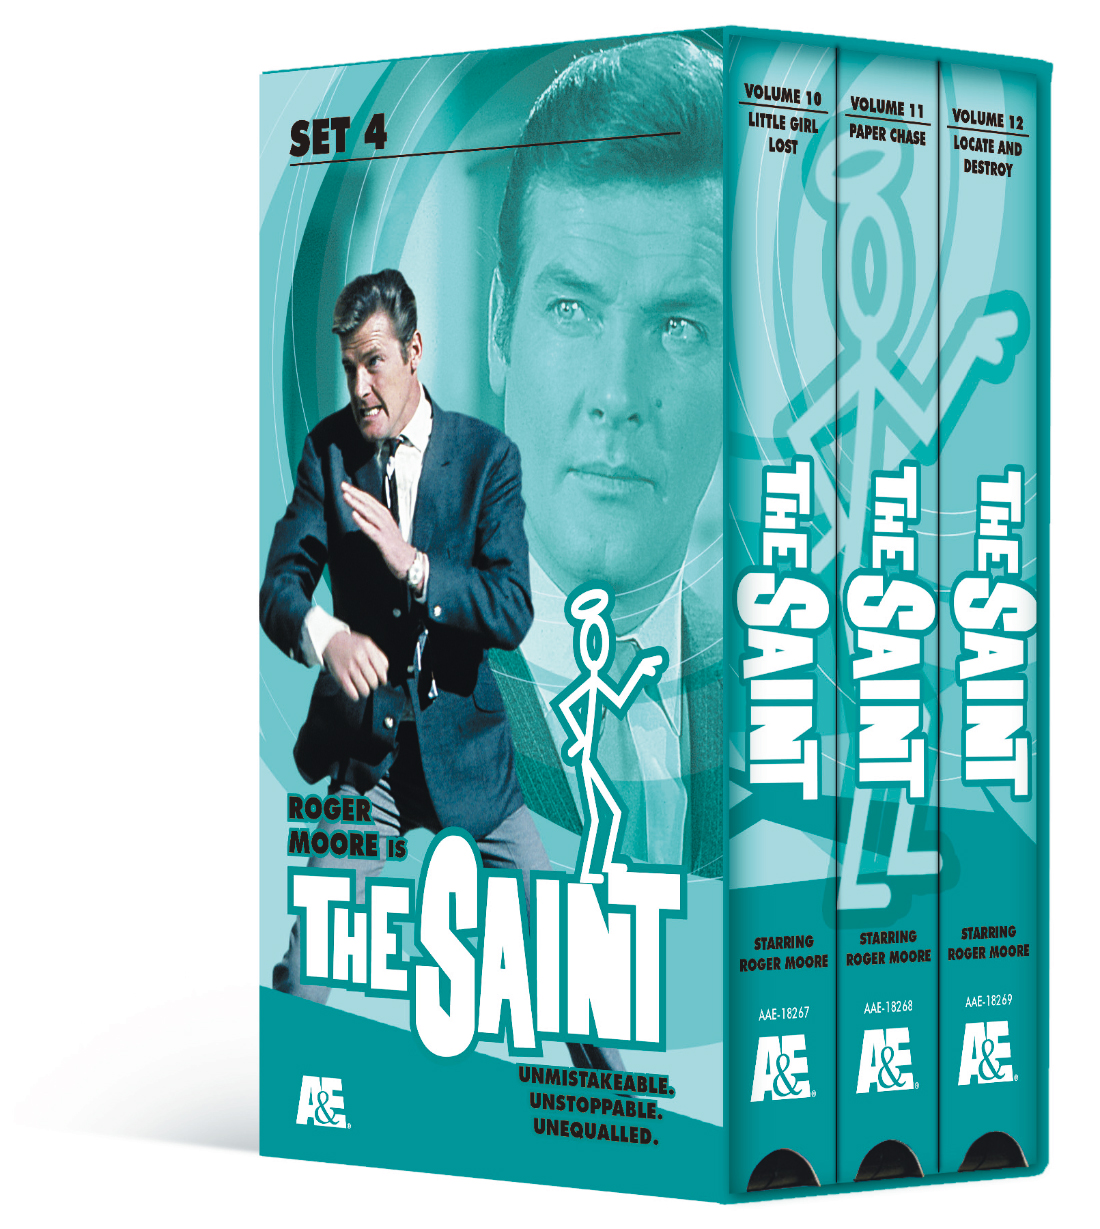 SET 4
ROGER
MOORE IS
THE SAINT
A&E®
UNMISTAKEABLE.
UNSTOPPABLE.
UNEQUALLED.
VOLUME 10
LITTLE GIRL
LOST
THE SAINT
STARRING
ROGER MOORE
AAE-18267
A&E®
VOLUME 11
PAPER CHASE
THE SAINT
STARRING
ROGER MOORE
AAE-18268
A&E®
VOLUME 12
LOCATE AND
DESTROY
THE SAINT
STARRING
ROGER MOORE
AAE-18269
A&E®